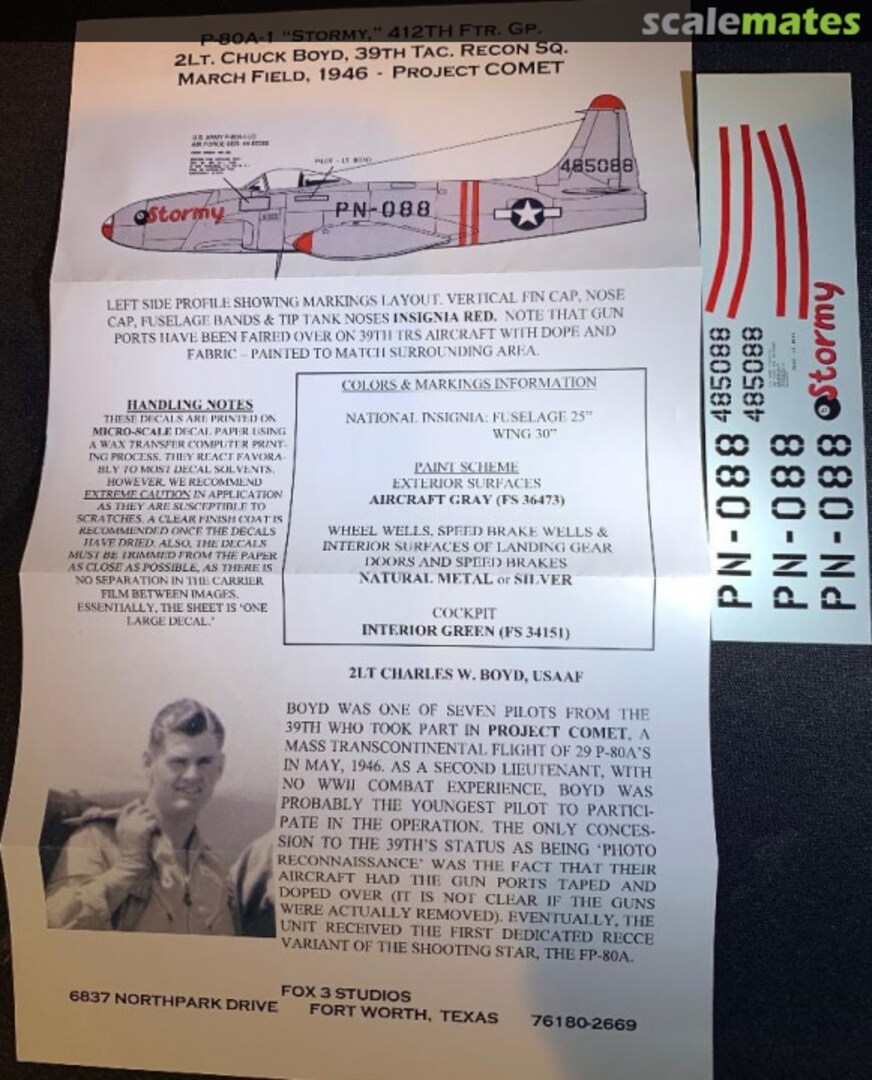 scalemates
P-80A-1 "STORMY," 412TH FTR. GP.
2LT. CHUCK BOYD, 39TH TAC. RECON SQ.
MARCH FIELD, 1946 - PROJECT COMET
PILOT - LT BOYD
485088
Stormy
PN-088
LEFT SIDE PROFILE SHOWING MARKINGS LAYOUT. VERTICAL FIN CAP, NOSE
CAP, FUSELAGE BANDS & TIP TANK NOSES INSIGNIA RED. NOTE THAT GUN
PORTS HAVE BEEN FAIRED OVER ON 39TH TRS AIRCRAFT WITH DOPE AND
FABRIC – PAINTED TO MATCH SURROUNDING AREA.
HANDLING NOTES
THESE DECALS ARE PRINTED ON
MICRO-SCALE DECAL PAPER USING
A WAX TRANSFER COMPUTER PRINT-
ING PROCESS. THEY REACT FAVORA-
BLY TO MOST DECAL SOLVENTS.
HOWEVER, WE RECOMMEND
EXTREME CAUTION IN APPLICATION
AS THEY ARE SUSCEPTIBLE TO
SCRATCHES. A CLEAR FINISH COAT IS
RECOMMENDED ONCE THE DECALS
HAVE DRIED. ALSO, THE DECALS
MUST BE TRIMMED FROM THE PAPER
AS CLOSE AS POSSIBLE, AS THERE IS
NO SEPARATION IN THE CARRIER
FILM BETWEEN IMAGES.
ESSENTIALLY, THE SHEET IS 'ONE
LARGE DECAL.'
COLORS & MARKINGS INFORMATION
NATIONAL INSIGNIA: FUSELAGE 25"
WING 30"
PAINT SCHEME
EXTERIOR SURFACES
AIRCRAFT GRAY (FS 36473)
WHEEL WELLS, SPEED BRAKE WELLS &
INTERIOR SURFACES OF LANDING GEAR
DOORS AND SPEED BRAKES
NATURAL METAL or SILVER
COCKPIT
INTERIOR GREEN (FS 34151)
2LT CHARLES W. BOYD, USAAF
BOYD WAS ONE OF SEVEN PILOTS FROM THE
39TH WHO TOOK PART IN PROJECT COMET, A
MASS TRANSCONTINENTAL FLIGHT OF 29 P-80A'S
IN MAY, 1946. AS A SECOND LIEUTENANT, WITH
NO WWII COMBAT EXPERIENCE, BOYD WAS
PROBABLY THE YOUNGEST PILOT TO PARTICI-
PATE IN THE OPERATION. THE ONLY CONCES-
SION TO THE 39TH'S STATUS AS BEING 'PHOTO
RECONNAISSANCE' WAS THE FACT THAT THEIR
AIRCRAFT HAD THE GUN PORTS TAPED AND
DOPED OVER (IT IS NOT CLEAR IF THE GUNS
WERE ACTUALLY REMOVED). EVENTUALLY, THE
UNIT RECEIVED THE FIRST DEDICATED RECCE
VARIANT OF THE SHOOTING STAR, THE FP-80A.
FOX 3 STUDIOS
6837 NORTHPARK DRIVE FORT WORTH, TEXAS 76180-2669
485088
485088
Stormy
PN-088
PN-088
PN-088